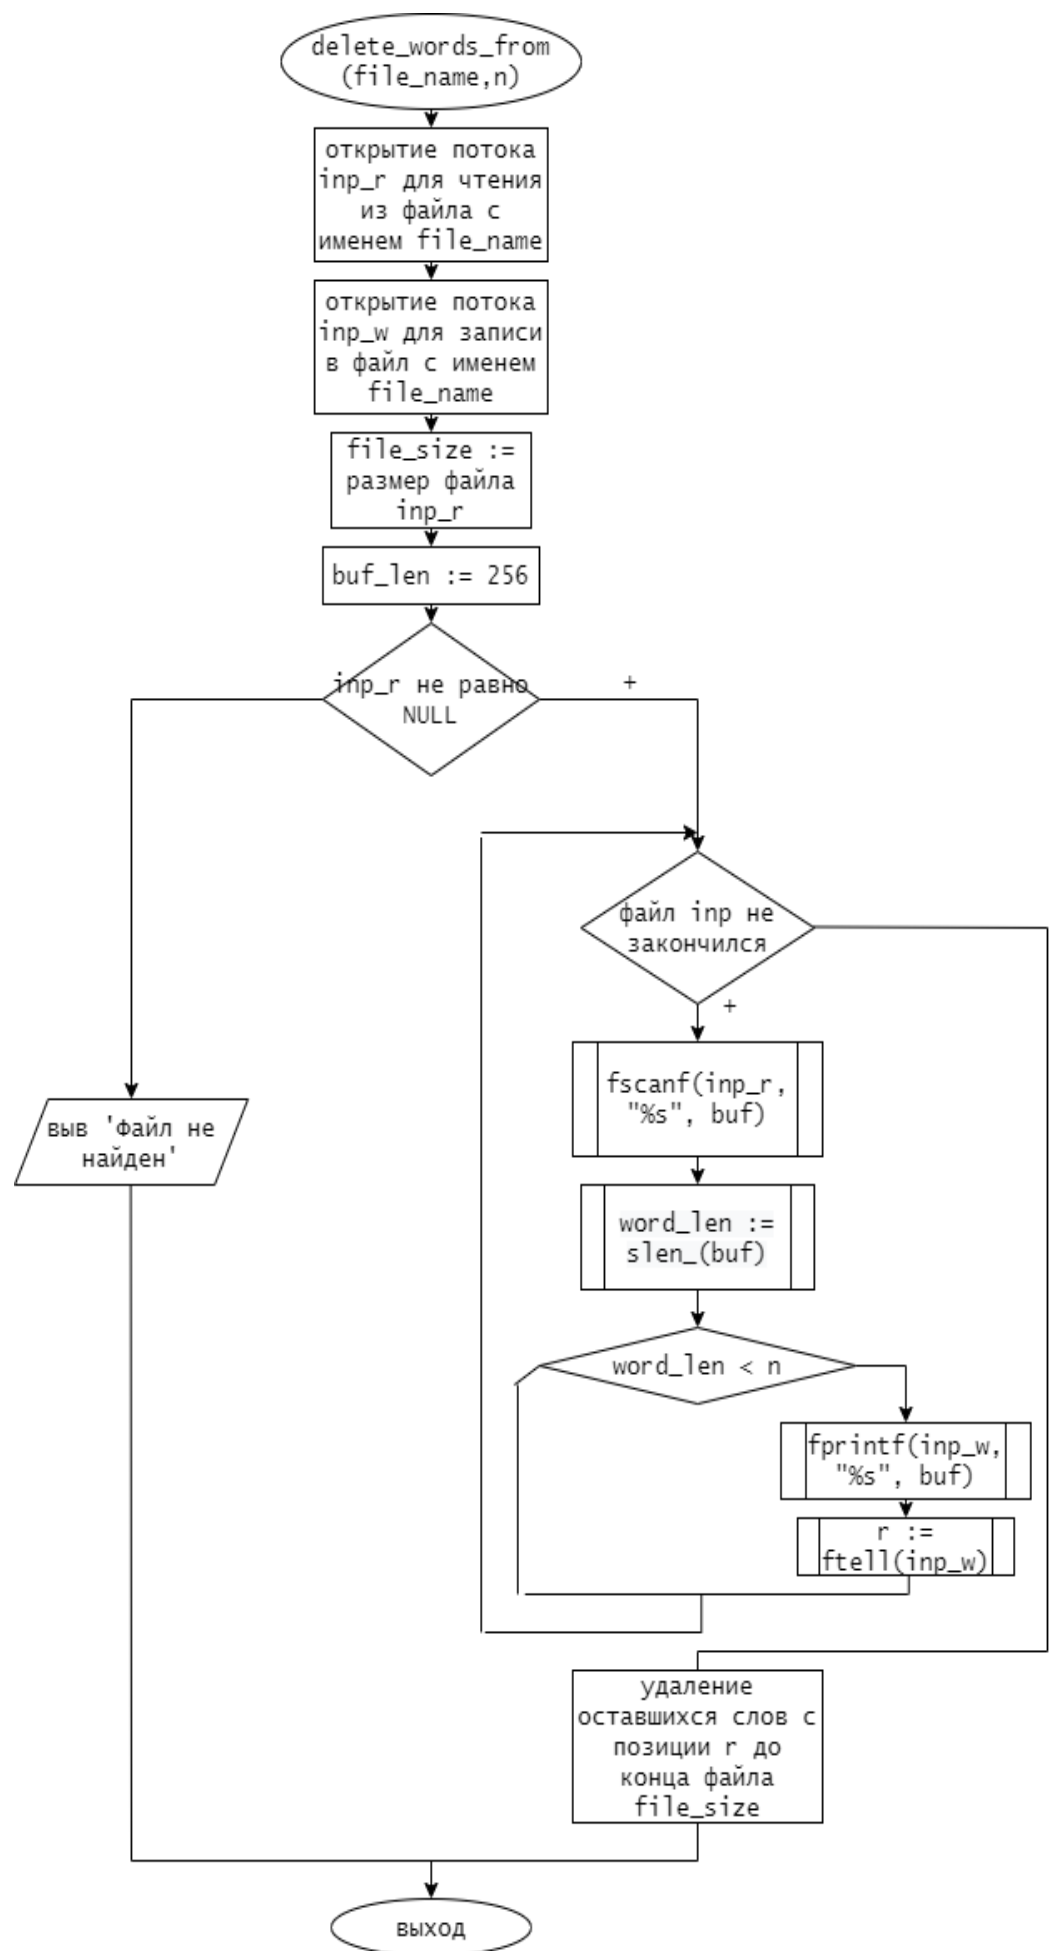 delete_words_from
(file_name,n)
открытие потока
inp_r для чтения
из файла с
именем file_name
открытие потока
inp_w для записи
в файл с именем
file_name
file_size :=
размер файла
inp_r
buf_len := 256
inp_r не равно
NULL
+
файл inp не
закончился
+
fscanf(inp_r,
"%s", buf)
выв 'Файл не
найден'
word_len :=
slen_(buf)
word_len < n
fprintf(inp_w,
"%s", buf)
r :=
ftell(inp_w)
удаление
оставшихся слов с
позиции r до
конца файла
file_size
выход